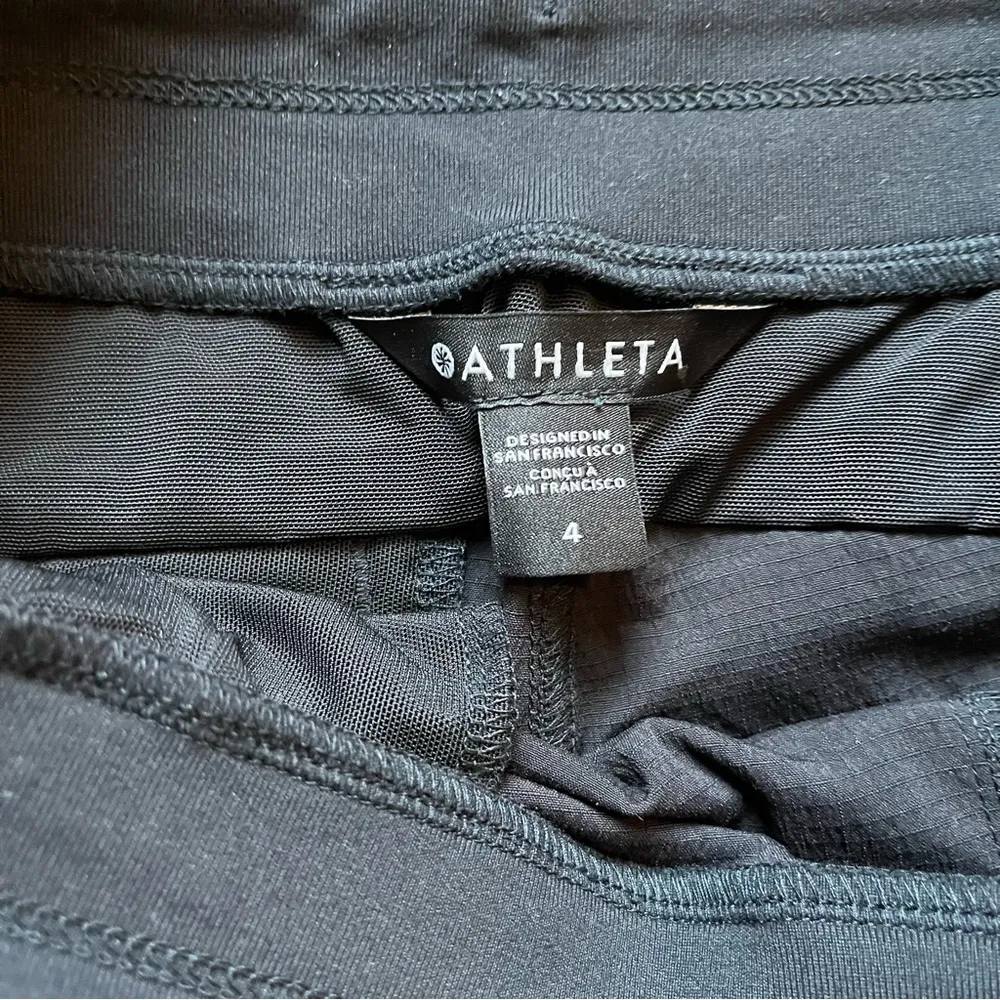 ATHLETA
DESIGNED IN
SAN FRANCISCO
CONÇU A
SAN FRANCISCO
4